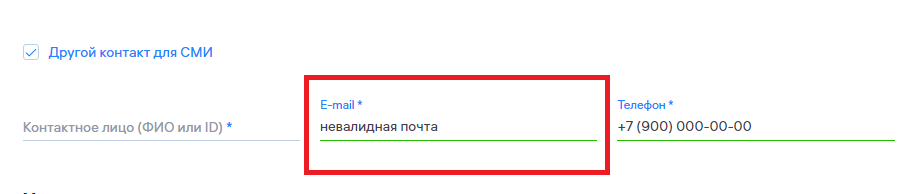 Другой контакт для СМИ
E-mail *
Телефон *
Контактное лицо (ФИО или ID) *
невалидная почта
+7 (900) 000-00-00